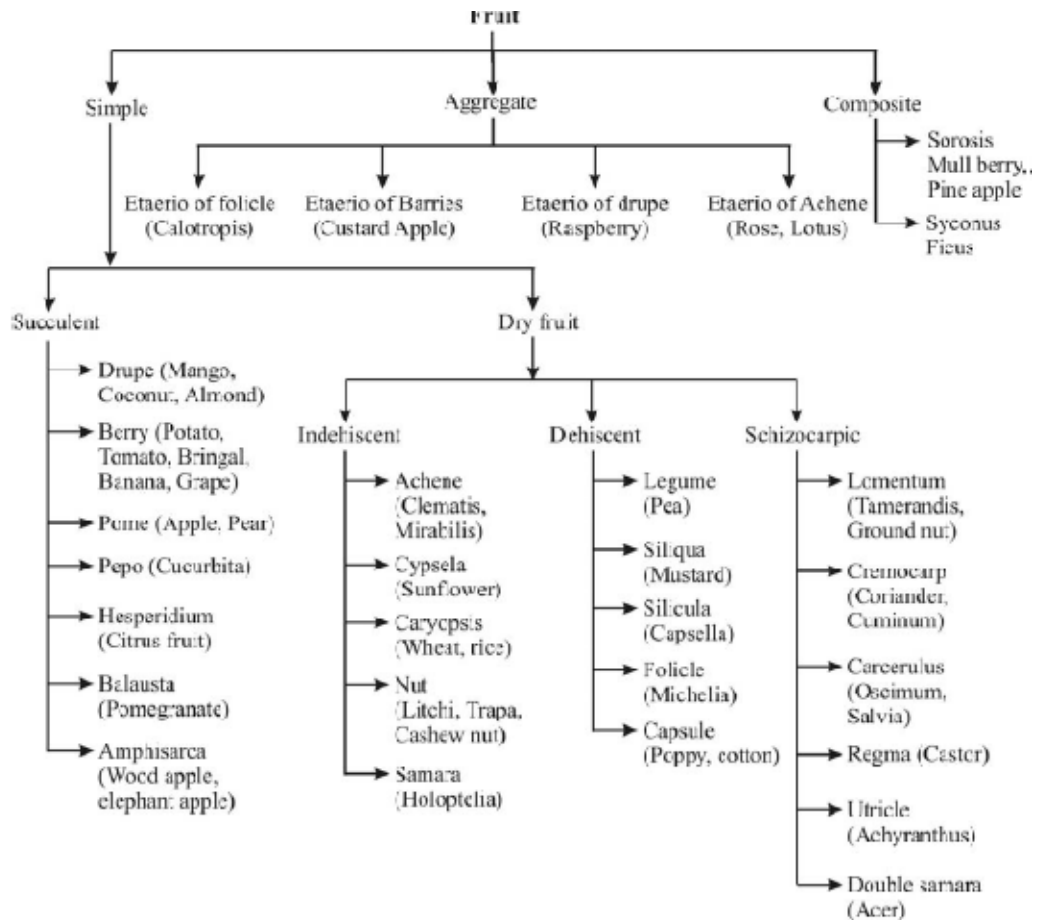 Fruit
Simple
Aggregate
Composite
Sorosis
Mull berry,,
Pine apple
Syconus
Ficus
Etaerio of folicle
(Calotropis)
Etaerio of Barries
(Custard Apple)
Etaerio of drupe
(Raspberry)
Etaerio of Achene
(Rose, Lotus)
Succulent
Dry fruit
Drupe (Mango,
Coconut, Almond)
Berry (Potato,
Tomato, Bringal,
Banana, Grape)
Pome (Apple, Pear)
Pepo (Cucurbita)
Hesperidium
(Citrus fruit)
Balausta
(Pomegranate)
Amphisarca
(Wood apple,
elephant apple)
Indehiscent
Achene
(Clematis,
Mirabilis)
Cypsela
(Sunflower)
Caryopsis
(Wheat, rice)
Nut
(Litchi, Trapa,
Cashew nut)
Samara
(Holoptelia)
Dehiscent
Legume
(Pea)
Siliqua
(Mustard)
Silicula
(Capsella)
Folicle
(Michelia)
Capsule
(Poppy, cotton)
Schizocarpic
Lomentum
(Tamerandis,
Ground nut)
Cremocarp
(Coriander,
Cuminum)
Carcerulus
(Oscimum,
Salvia)
Regma (Castor)
Utricle
(Achyranthus)
Double samara
(Acer)